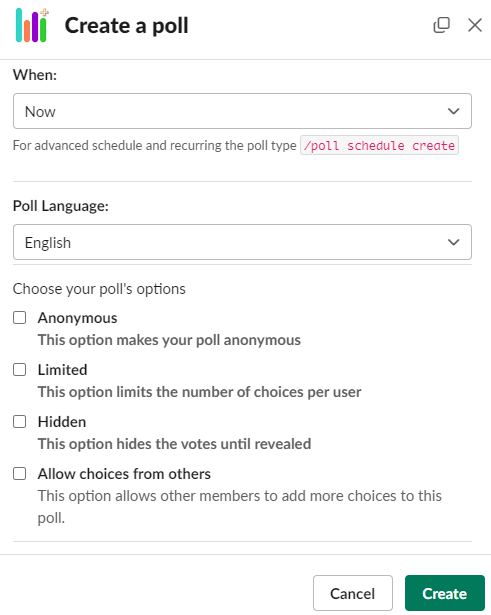 Create a poll
When:
Now
For advanced schedule and recurring the poll type /poll schedule create
Poll Language:
English
Choose your poll's options
Anonymous
This option makes your poll anonymous
Limited
This option limits the number of choices per user
Hidden
This option hides the votes until revealed
Allow choices from others
This option allows other members to add more choices to this
poll.
Cancel
Create